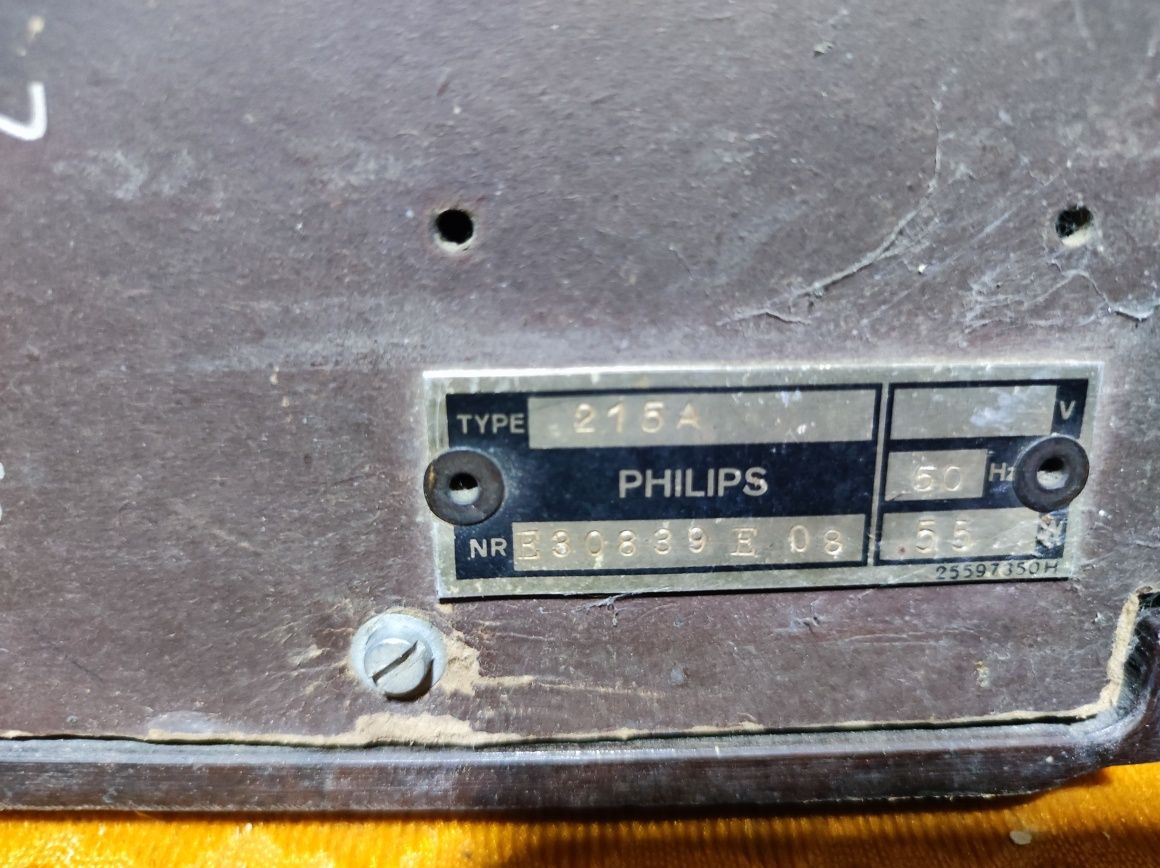 TYPE 215A V
PHILIPS 50 Hz
NR E30839 E 08 55 W
25597350H